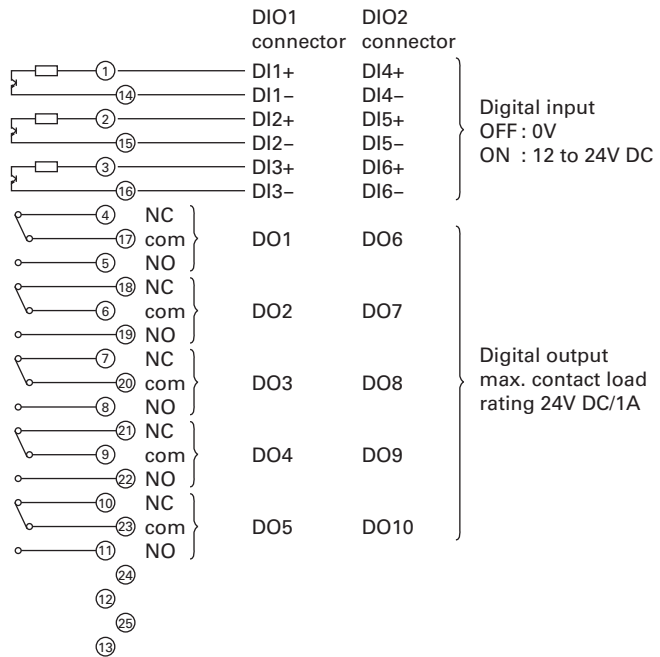 DIO1 DIO2
connector connector
1 DI1+ DI4+
14 DI1– DI4–
2 DI2+ DI5+
15 DI2– DI5–
3 DI3+ DI6+
16 DI3– DI6–
Digital input
OFF : 0V
ON : 12 to 24V DC
4 NC
17 com DO1 DO6
5 NO
18 NC
6 com DO2 DO7
19 NO
7 NC
20 com DO3 DO8
8 NO
21 NC
9 com DO4 DO9
22 NO
10 NC
23 com DO5 DO10
11 NO
Digital output
max. contact load
rating 24V DC/1A
24
12
25
13